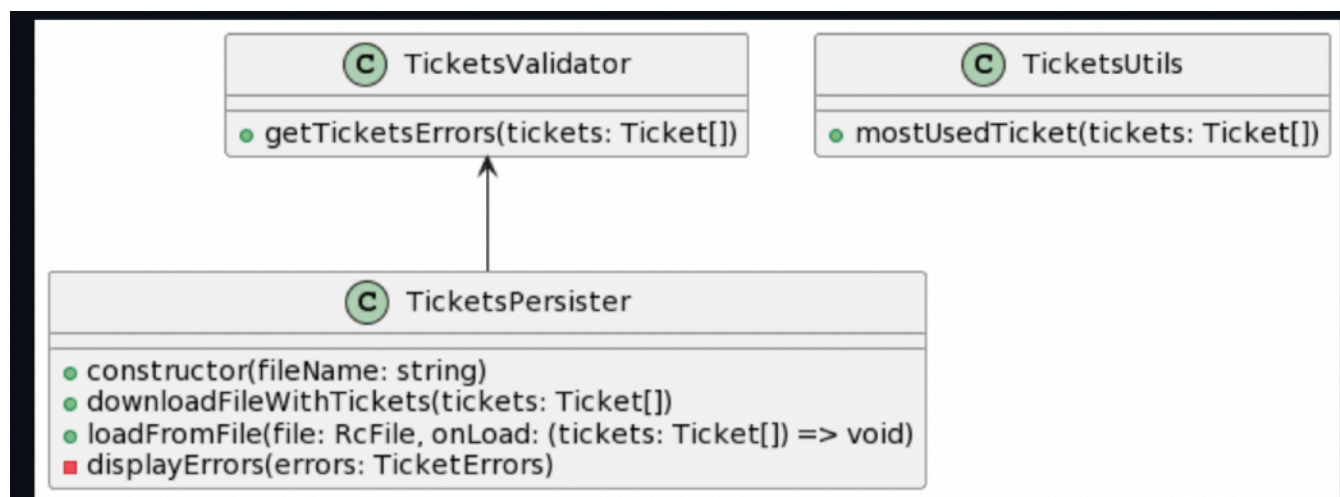 C TicketsValidator
getTicketsErrors(tickets: Ticket[])
C TicketsUtils
mostUsedTicket(tickets: Ticket[])
C TicketsPersister
constructor(fileName: string)
downloadFileWithTickets(tickets: Ticket[])
loadFromFile(file: RcFile, onLoad: (tickets: Ticket[]) => void)
displayErrors(errors: TicketErrors)